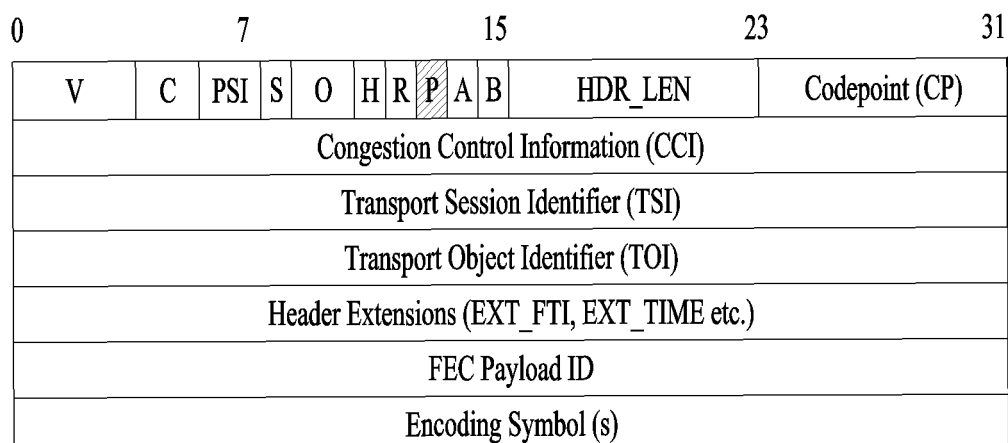 0 7 15 23 31
V C PSI S O H R P A B HDR_LEN Codepoint (CP)
Congestion Control Information (CCI)
Transport Session Identifier (TSI)
Transport Object Identifier (TOI)
Header Extensions (EXT_FTI, EXT_TIME etc.)
FEC Payload ID
Encoding Symbol (s)